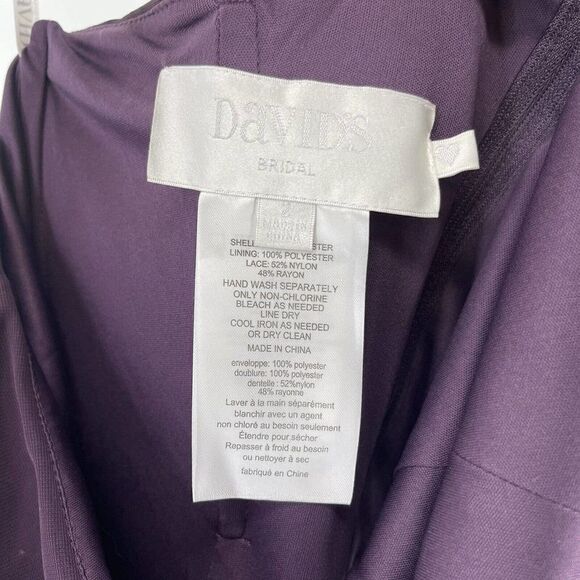 DaVID'S
BRIDAL
2
MADE IN
CHINA
SHELL
LINING: 100% POLYESTER
LACE: 52% NYLON
48% RAYON
HAND WASH SEPARATELY
ONLY NON-CHLORINE
BLEACH AS NEEDED
LINE DRY
COOL IRON AS NEEDED
OR DRY CLEAN
MADE IN CHINA
enveloppe: 100% polyester
doublure: 100% polyester
dentelle : 52%nylon
48% rayonne
Laver à la main séparément
blanchir avec un agent
non chloré au besoin seulement
Étendre pour sécher
Repasser à froid au besoin
ou nettoyer à sec
fabriqué en Chine